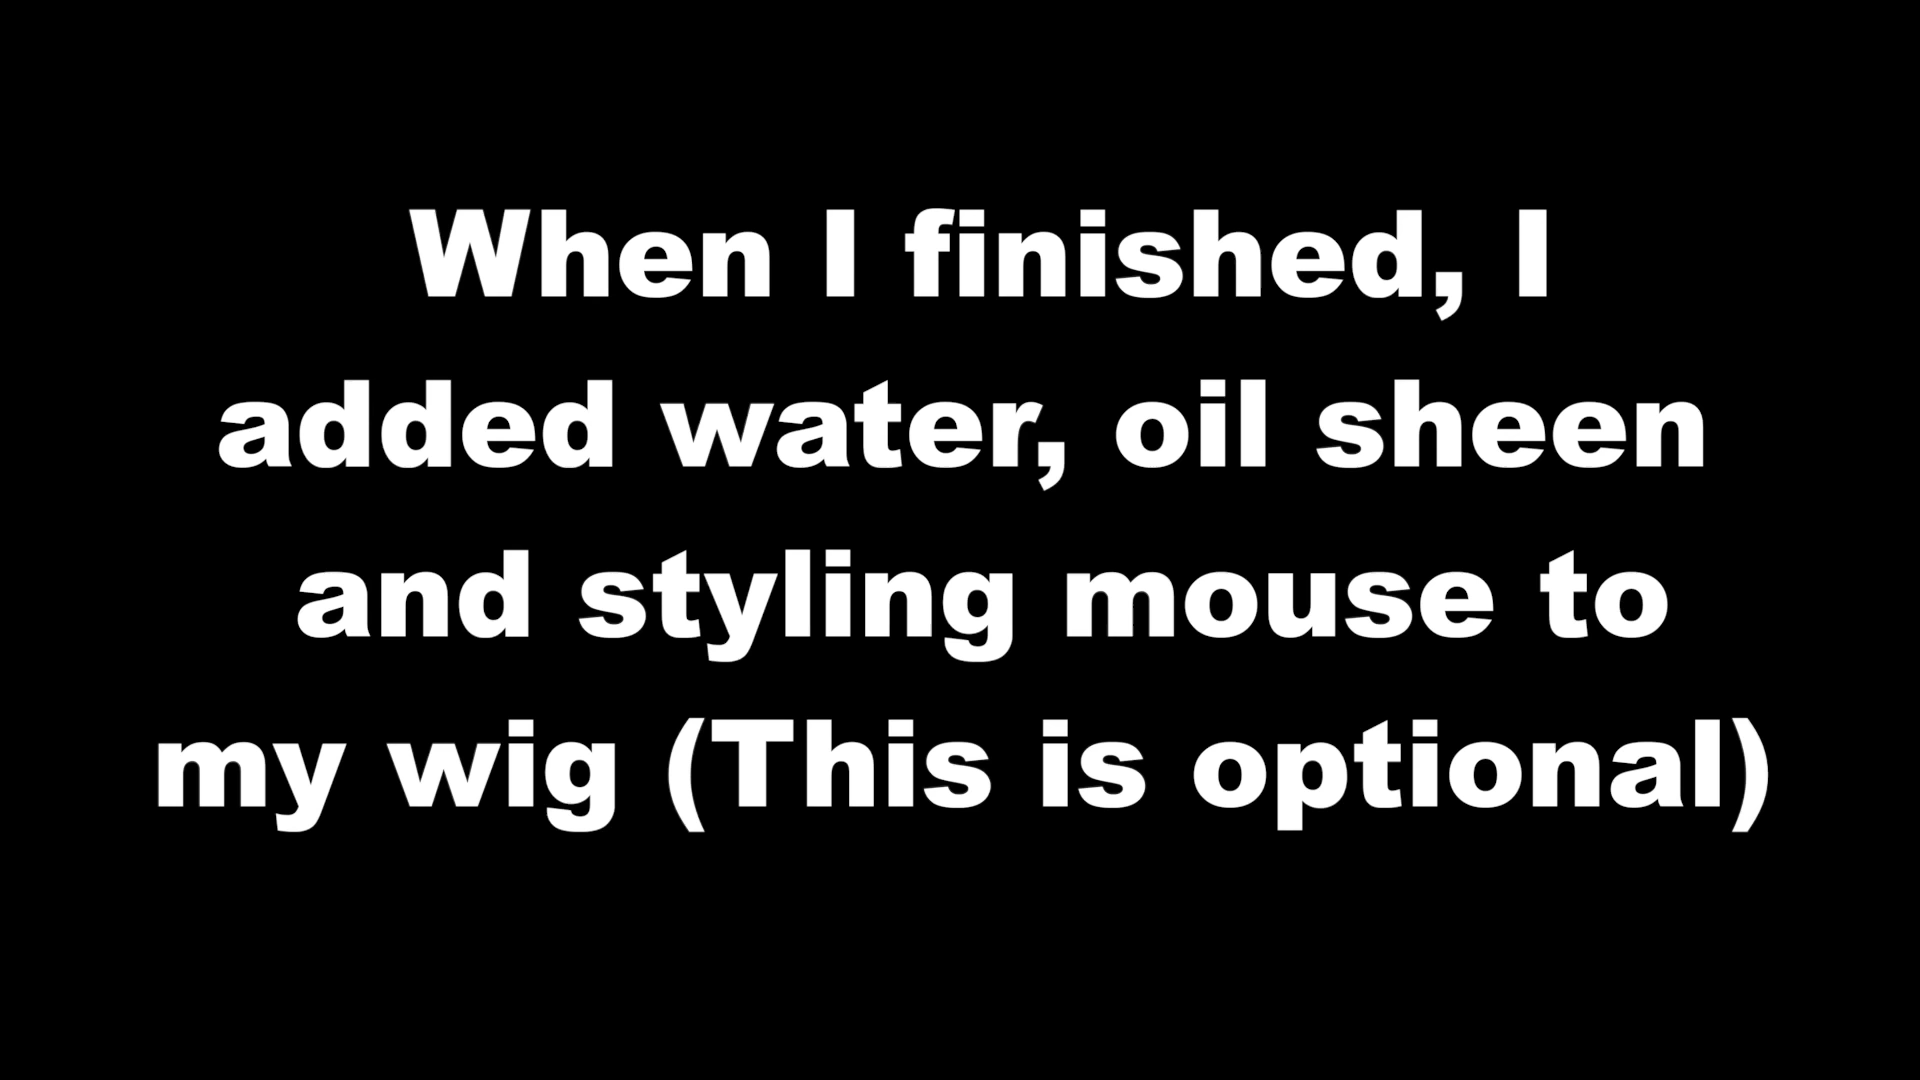 When I finished, I
added water, oil sheen
and styling mouse to
my wig (This is optional)